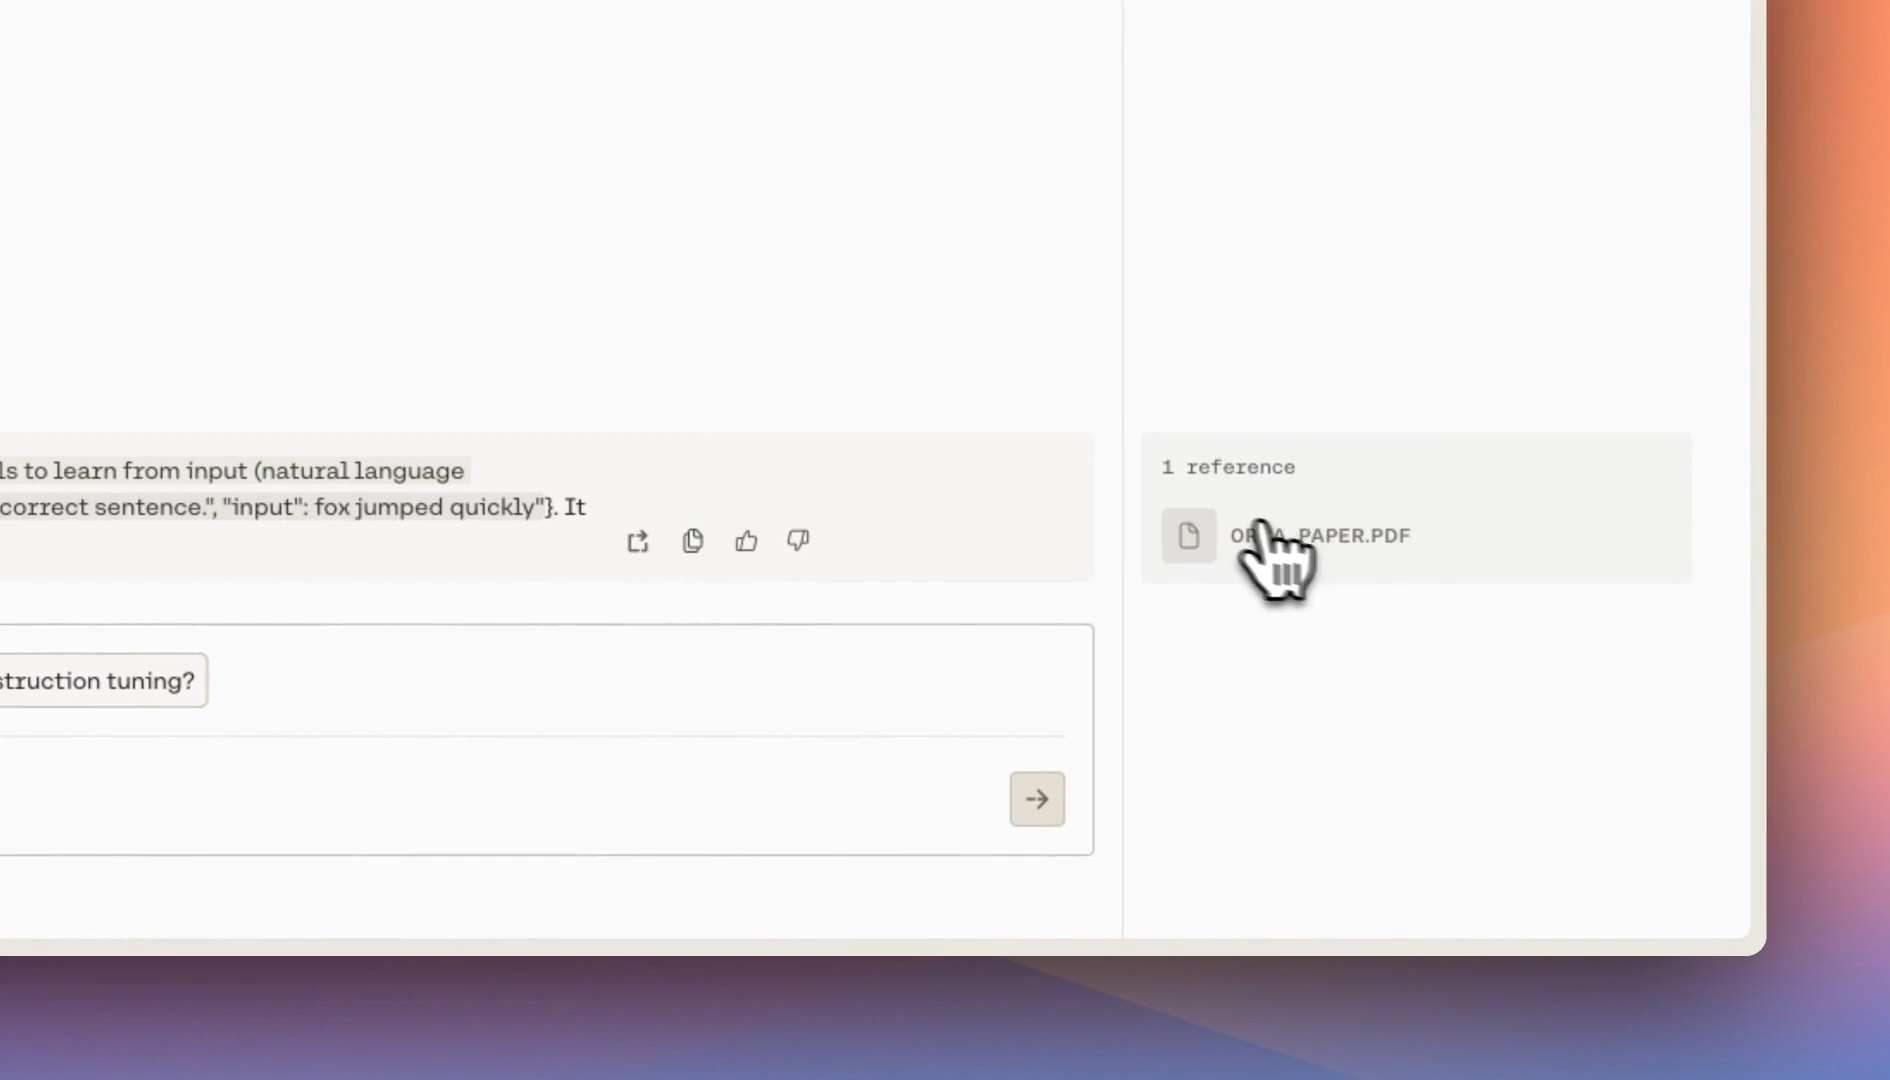 ls to learn from input (natural language
correct sentence.", "input": fox jumped quickly"}. It
1 reference
PAPER.PDF
struction tuning?